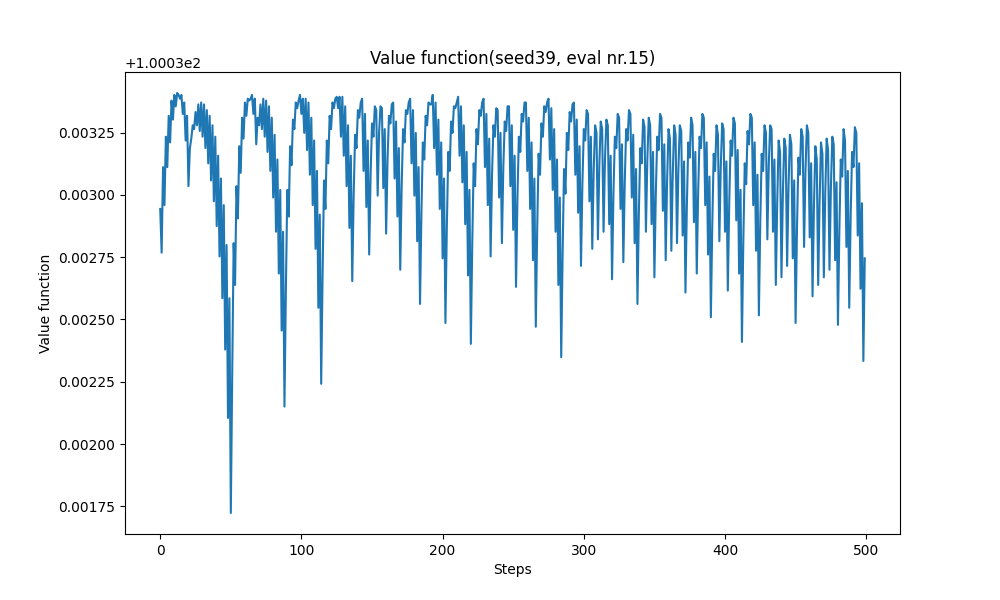 Value function(seed39, eval nr.15)
+1.0003e2
0.00325
0.00300
0.00275
0.00250
0.00225
0.00200
0.00175
Value function
0 100 200 300 400 500
Steps